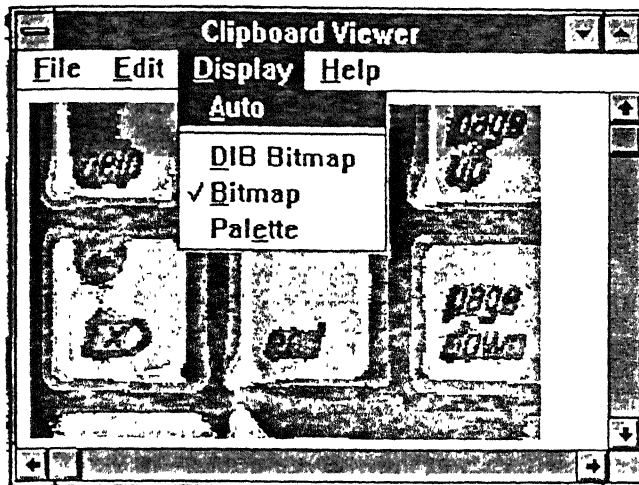 Clipboard Viewer
File Edit Display Help
Auto
DIB Bitmap
✓ Bitmap
Palette
help
page
up
end
page
down